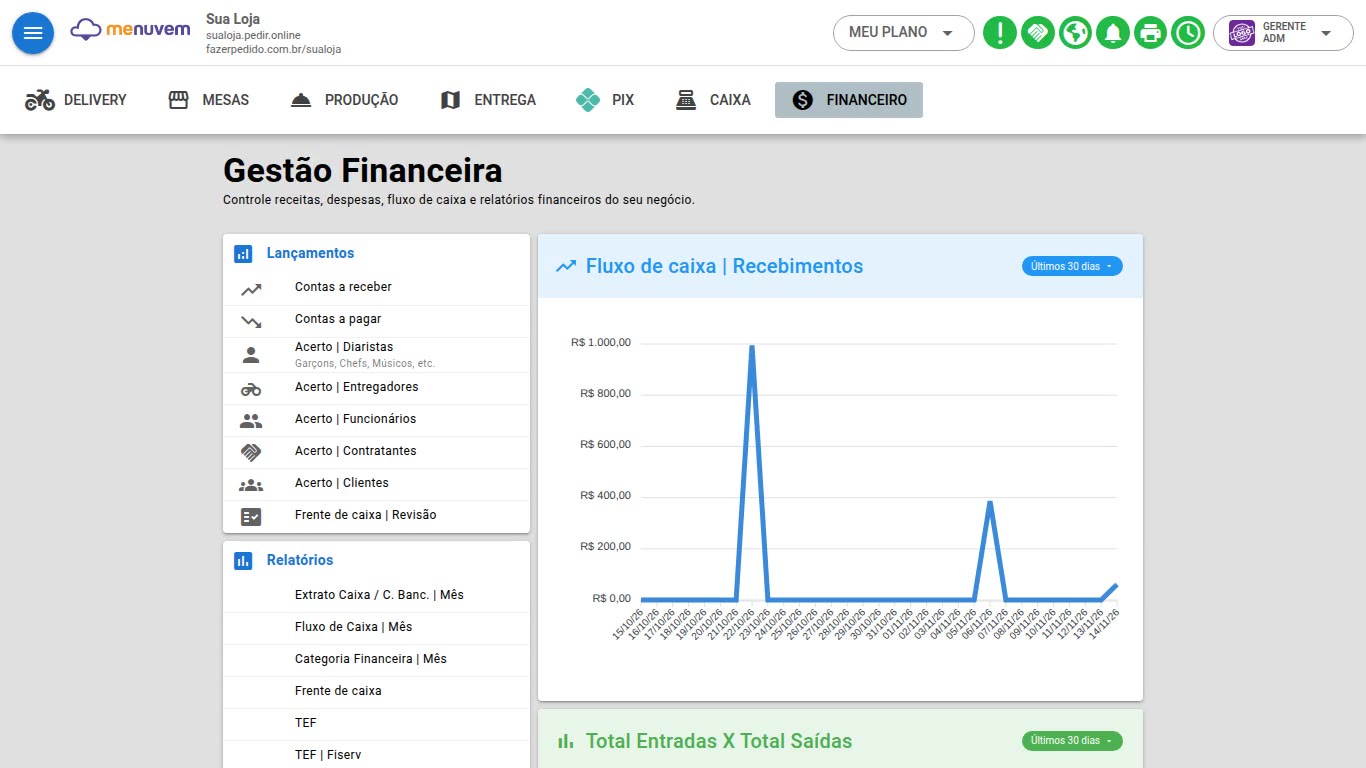 menuvem
Sua Loja
sualoja.pedir.online
fazerpedido.com.br/sualoja
MEU PLANO
GERENTE
ADM
DELIVERY
MESAS
PRODUÇÃO
ENTREGA
PIX
CAIXA
FINANCEIRO
Gestão Financeira
Controle receitas, despesas, fluxo de caixa e relatórios financeiros do seu negócio.
Lançamentos
Contas a receber
Contas a pagar
Acerto | Diaristas
Garçons, Chefs, Músicos, etc.
Acerto | Entregadores
Acerto | Funcionários
Acerto | Contratantes
Acerto | Clientes
Frente de caixa | Revisão
Relatórios
Extrato Caixa / C. Banc. | Mês
Fluxo de Caixa | Mês
Categoria Financeira | Mês
Frente de caixa
TEF
TEF | Fiserv
Fluxo de caixa | Recebimentos
Últimos 30 dias
R$ 1.000,00
R$ 800,00
R$ 600,00
R$ 400,00
R$ 200,00
R$ 0,00
15/10/26
16/10/26
17/10/26
18/10/26
19/10/26
20/10/26
21/10/26
22/10/26
23/10/26
24/10/26
25/10/26
26/10/26
27/10/26
28/10/26
29/10/26
30/10/26
31/10/26
01/11/26
02/11/26
03/11/26
04/11/26
05/11/26
06/11/26
07/11/26
08/11/26
09/11/26
10/11/26
11/11/26
12/11/26
13/11/26
14/11/26
Total Entradas X Total Saídas
Últimos 30 dias